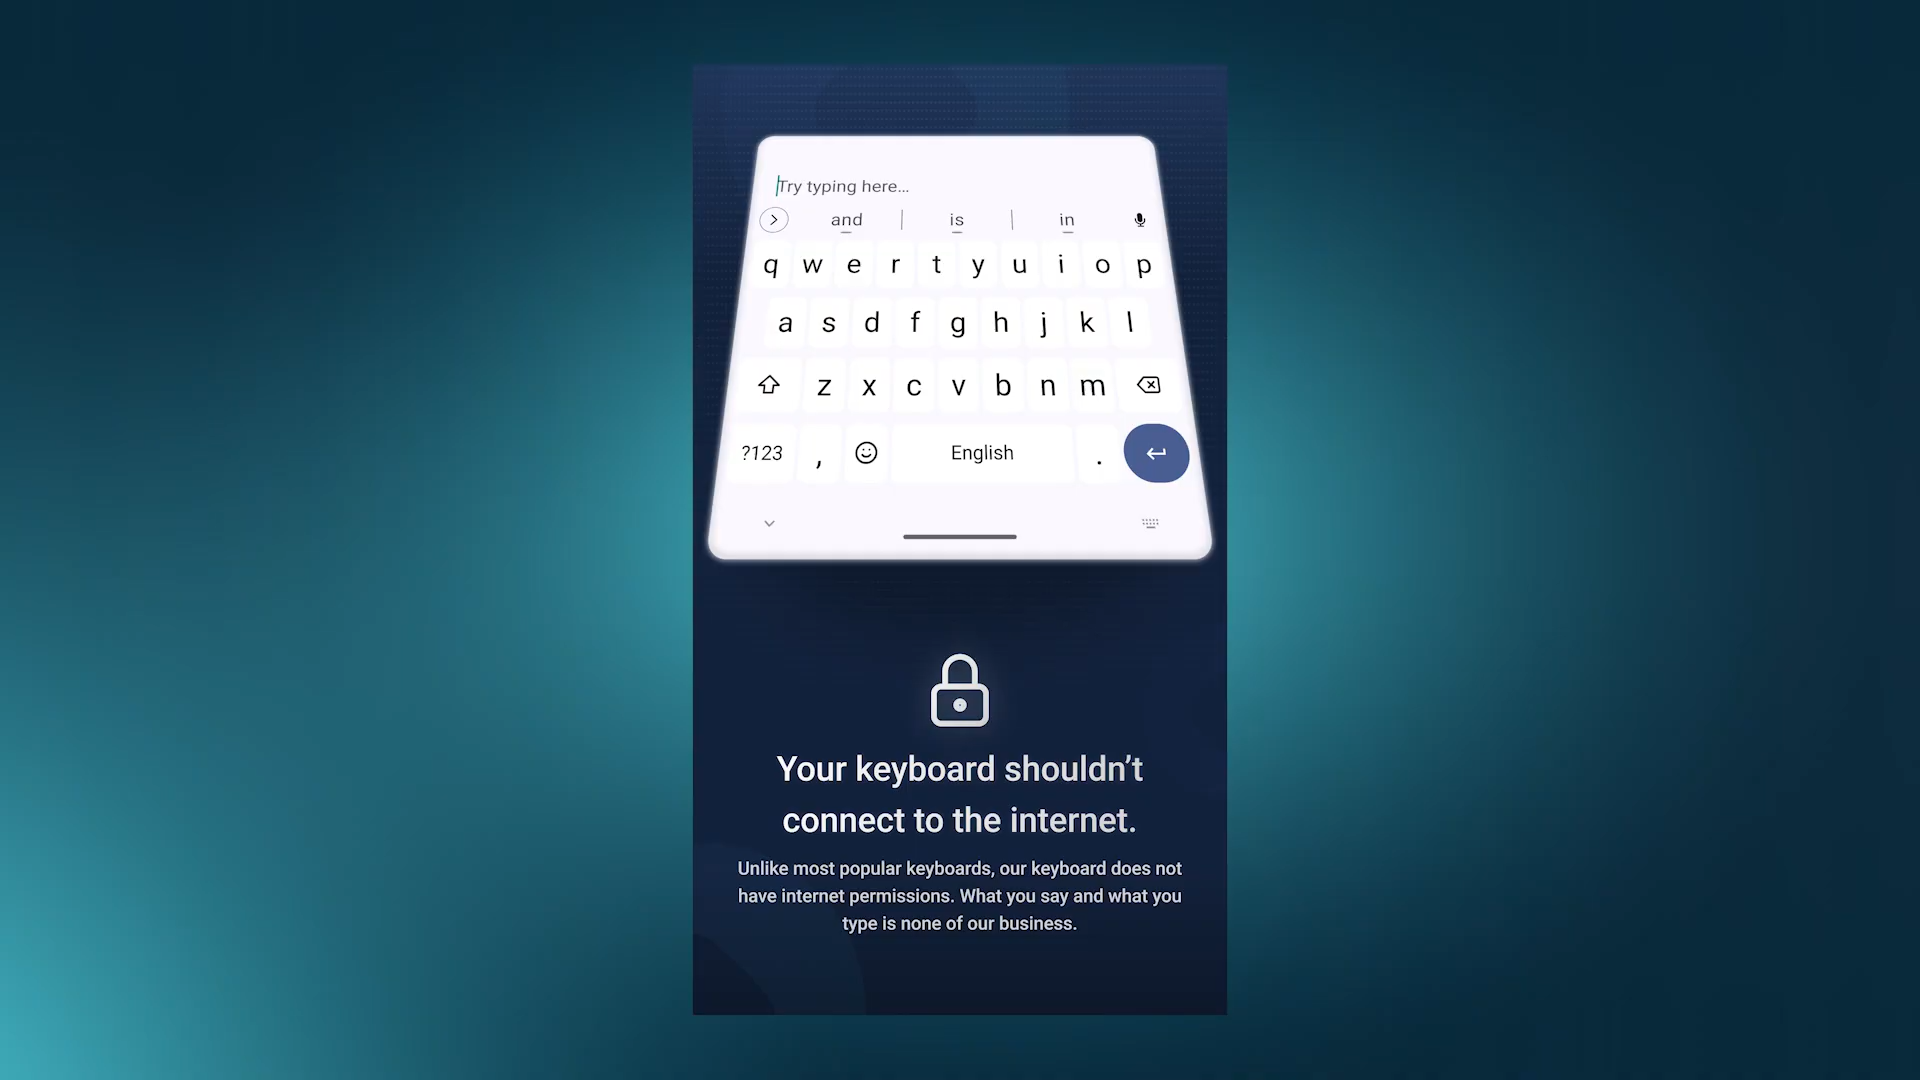 Try typing here...
and is in
q w e r t y u i o p
a s d f g h j k l
z x c v b n m
?123 , English .
Your keyboard shouldn’t
connect to the internet.
Unlike most popular keyboards, our keyboard does not
have internet permissions. What you say and what you
type is none of our business.